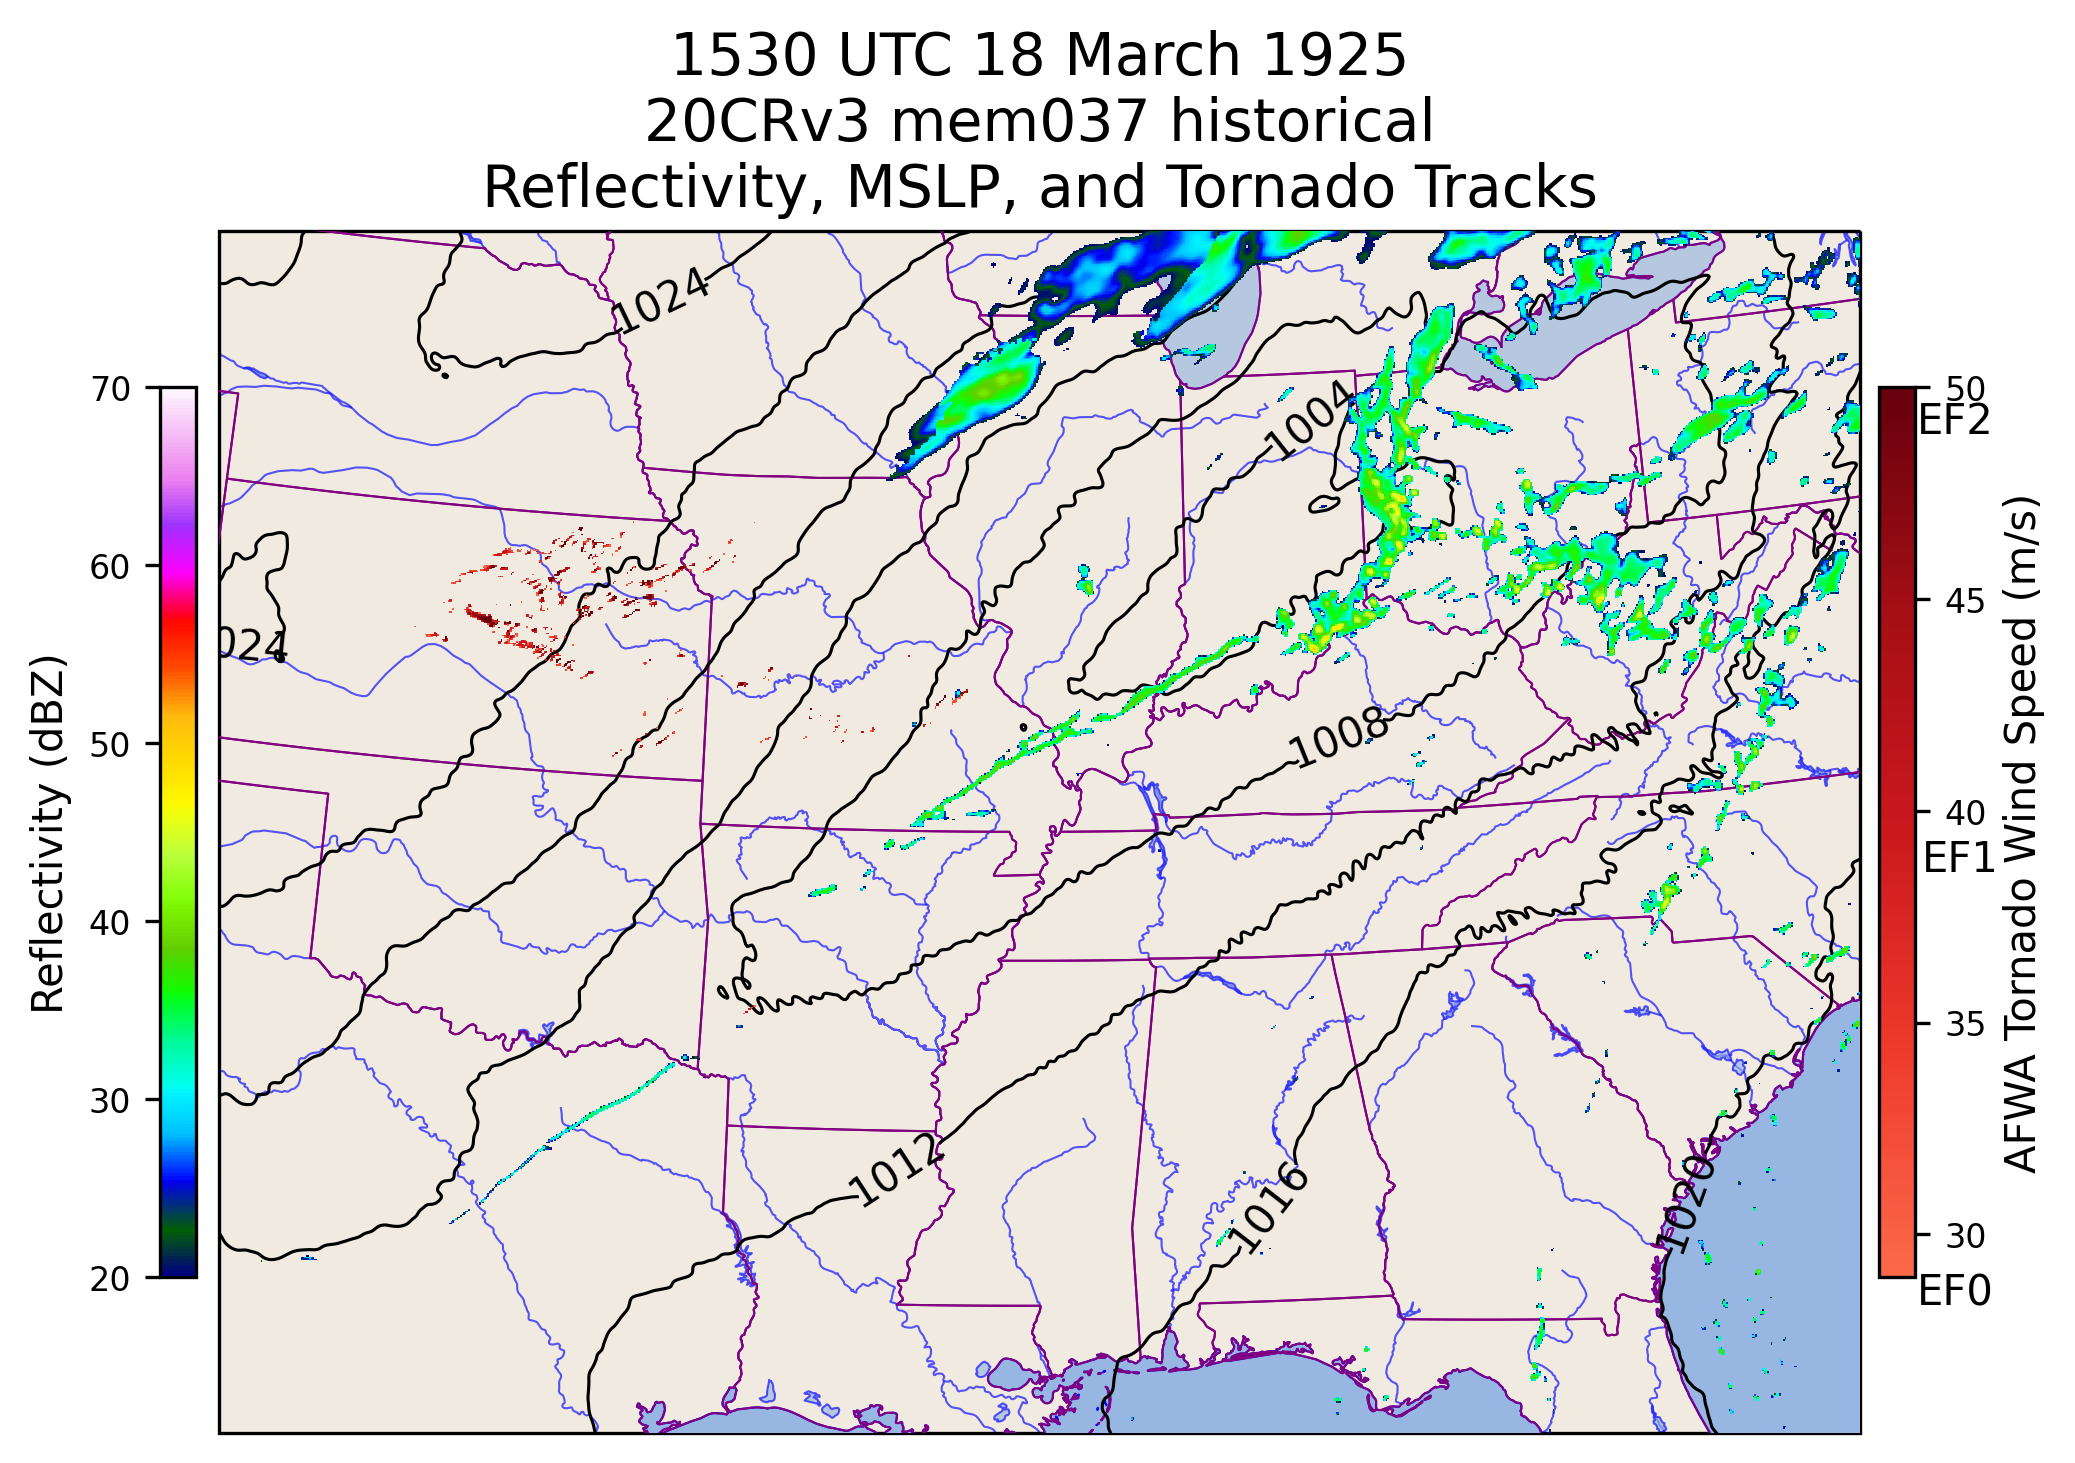 1530 UTC 18 March 1925
20CRv3 mem037 historical
Reflectivity, MSLP, and Tornado Tracks
1024
1004
024
1008
1012
1016
1020
70
60
50
40
30
20
Reflectivity (dBZ)
50
EF2
45
40
EF1
35
30
EF0
AFWA Tornado Wind Speed (m/s)